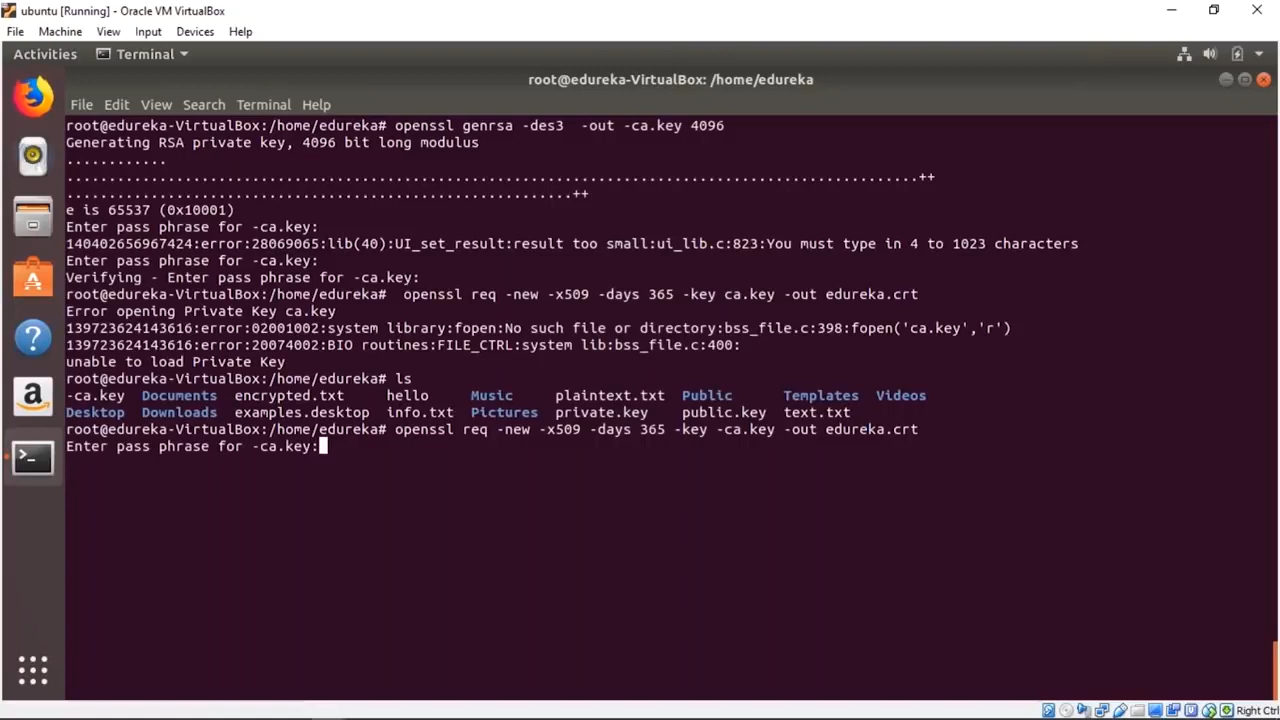 ubuntu [Running] - Oracle VM VirtualBox
File Machine View Input Devices Help
Activities Terminal
root@edureka-VirtualBox: /home/edureka
File Edit View Search Terminal Help
root@edureka-VirtualBox:/home/edureka# openssl genrsa -des3  -out -ca.key 4096
Generating RSA private key, 4096 bit long modulus
............
.....................................................................................................++
............................................................++
e is 65537 (0x10001)
Enter pass phrase for -ca.key:
140402656967424:error:28069065:lib(40):UI_set_result:result too small:ui_lib.c:823:You must type in 4 to 1023 characters
Enter pass phrase for -ca.key:
Verifying - Enter pass phrase for -ca.key:
root@edureka-VirtualBox:/home/edureka#  openssl req -new -x509 -days 365 -key ca.key -out edureka.crt
Error opening Private Key ca.key
139723624143616:error:02001002:system library:fopen:No such file or directory:bss_file.c:398:fopen('ca.key','r')
139723624143616:error:20074002:BIO routines:FILE_CTRL:system lib:bss_file.c:400:
unable to load Private Key
root@edureka-VirtualBox:/home/edureka# ls
-ca.key  Documents  encrypted.txt     hello     Music     plaintext.txt  Public      Templates  Videos
Desktop  Downloads  examples.desktop  info.txt  Pictures  private.key    public.key  text.txt
root@edureka-VirtualBox:/home/edureka# openssl req -new -x509 -days 365 -key -ca.key -out edureka.crt
Enter pass phrase for -ca.key:
Right Ctrl